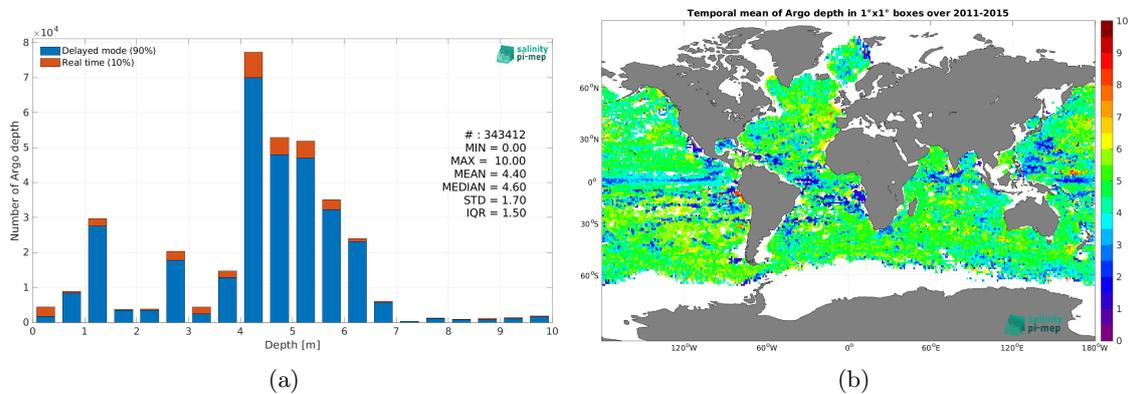 ×10⁴
Delayed mode (90%)
Real time (10%)
salinity
pi-mep
# : 343412
MIN = 0.00
MAX = 10.00
MEAN = 4.40
MEDIAN = 4.60
STD = 1.70
IQR = 1.50
Number of Argo depth
8
7
6
5
4
3
2
1
0
0 1 2 3 4 5 6 7 8 9 10
Depth [m]
(a)
Temporal mean of Argo depth in 1°x1° boxes over 2011-2015
60°N
30°N
0°
30°S
60°S
120°W 60°W 0° 60°E 120°E 180°W
salinity
pi-mep
10
9
8
7
6
5
4
3
2
1
0
(b)